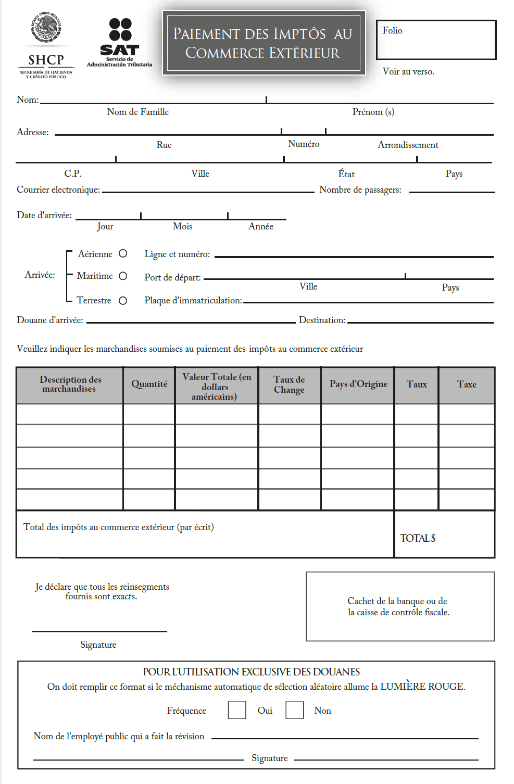 SHCP
SECRETARÍA DE HACIENDA
Y CRÉDITO PÚBLICO
SAT
Servicio de
Administración Tributaria
PAIEMENT DES IMPTÔS AU
COMMERCE EXTÉRIEUR
Folio
Voir au verso.
Nom:
Nom de Famille Prénom (s)
Adresse:
Rue Numéro Arrondissement
C.P. Ville État Pays
Courrier electronique: Nombre de passagers:
Date d'arrivée:
Jour Mois Année
Aérienne Ligne et numéro:
Arrivée: Maritime Port de départ:
Ville Pays
Terrestre Plaque d'immatriculation:
Douane d'arrivée: Destination:
Veuillez indiquer les marchandises soumises au paiement des impôts au commerce extérieur
Description des marchandises Quantité Valeur Totale (en dollars américains) Taux de Change Pays d'Origine Taux Taxe
Total des impôts au commerce extérieur (par écrit)
TOTAL $
Je déclare que tous les reinsegments
fournis sont exacts.
Signature
Cachet de la banque ou de
la caisse de contrôle fiscale.
POUR L'UTILISATION EXCLUSIVE DES DOUANES
On doit remplir ce format si le méchanisme automatique de sélection aléatoire allume la LUMIÈRE ROUGE.
Fréquence Oui Non
Nom de l'employé public qui a faít la révision
Signature